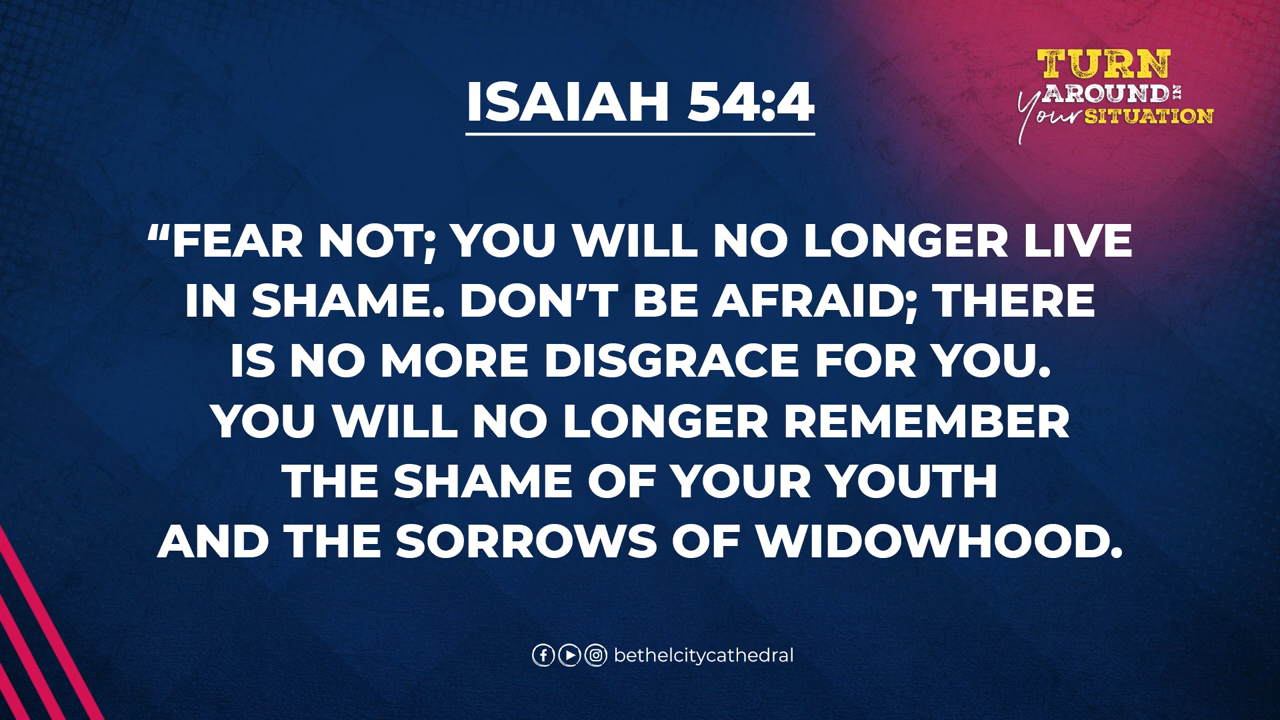 ISAIAH 54:4
TURN
AROUND IN
Your SITUATION
“FEAR NOT; YOU WILL NO LONGER LIVE
IN SHAME. DON’T BE AFRAID; THERE
IS NO MORE DISGRACE FOR YOU.
YOU WILL NO LONGER REMEMBER
THE SHAME OF YOUR YOUTH
AND THE SORROWS OF WIDOWHOOD.
bethelcitycathedral